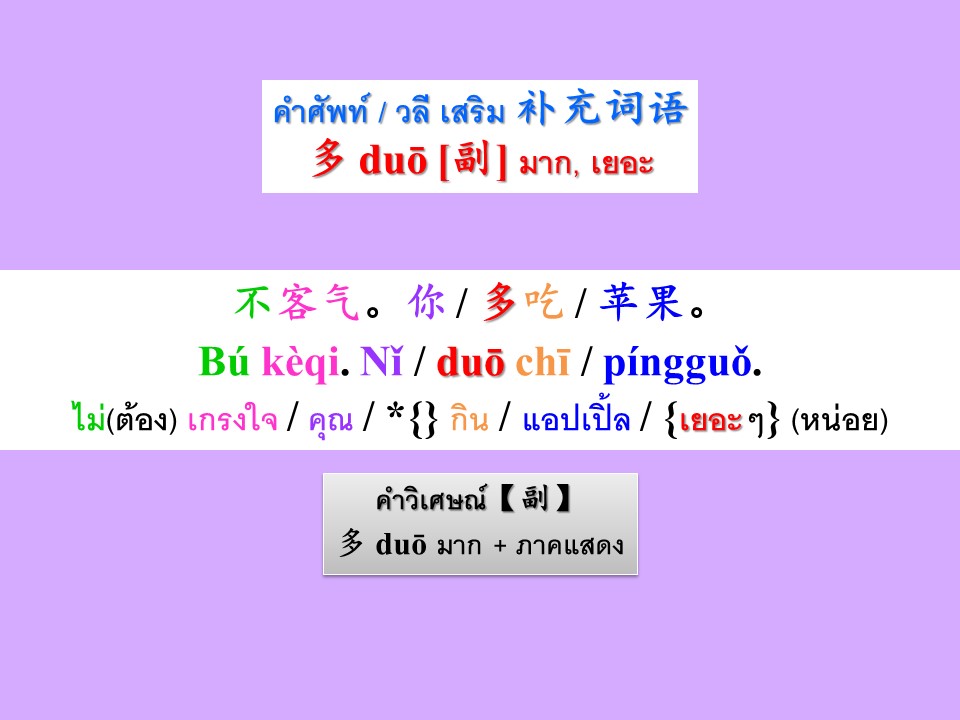 คำศัพท์ / วลี เสริม 补充词语
多 duō [副] มาก, เยอะ
不客气。你 / 多吃 / 苹果。
Bú kèqi. Nǐ / duō chī / píngguǒ.
ไม่(ต้อง) เกรงใจ / คุณ / *{} กิน / แอปเปิ้ล / {เยอะๆ} (หน่อย)
คำวิเศษณ์【副】
多 duō มาก + ภาคแสดง